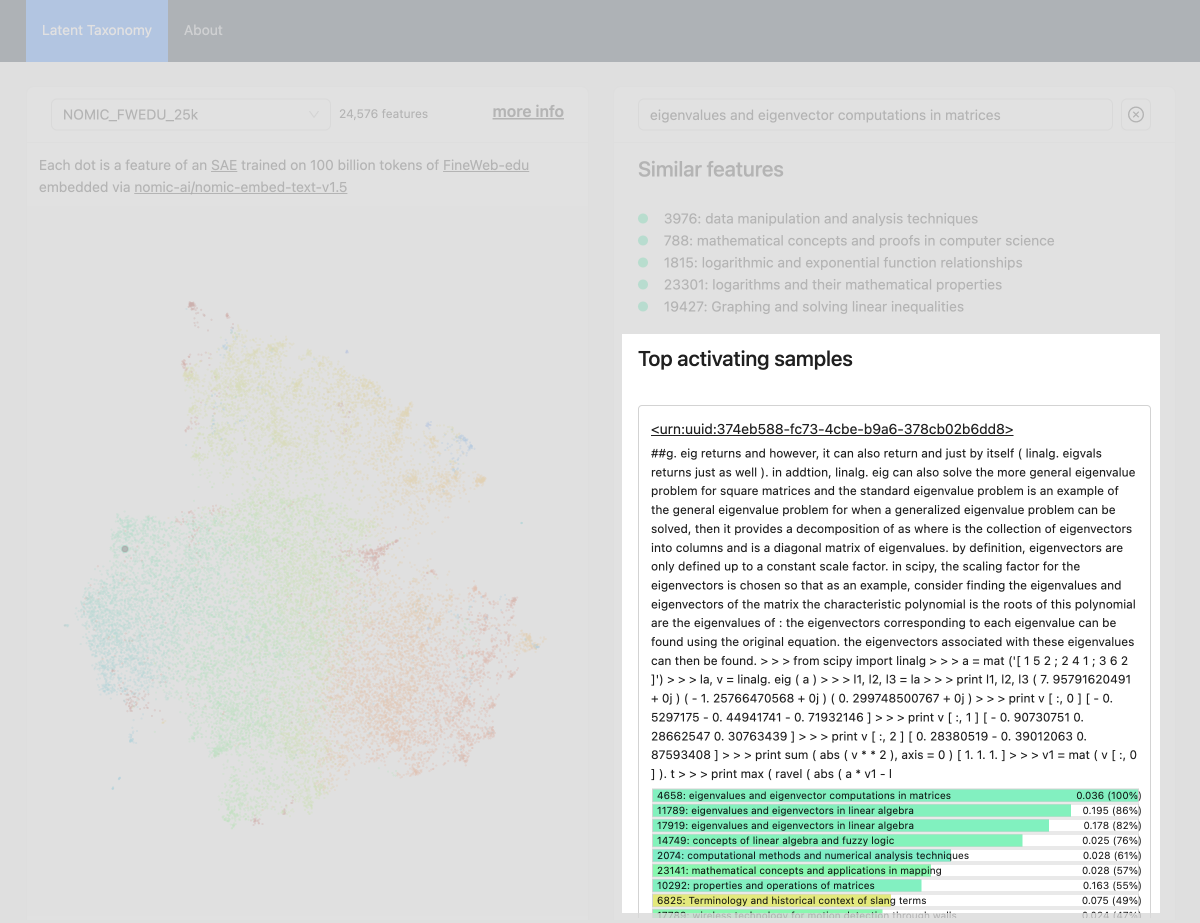 Latent Taxonomy
About
NOMIC_FWEDU_25k
24,576 features
more info
Each dot is a feature of an SAE trained on 100 billion tokens of FineWeb-edu
embedded via nomic-ai/nomic-embed-text-v1.5
eigenvalues and eigenvector computations in matrices
Similar features
3976: data manipulation and analysis techniques
788: mathematical concepts and proofs in computer science
1815: logarithmic and exponential function relationships
23301: logarithms and their mathematical properties
19427: Graphing and solving linear inequalities
Top activating samples
<urn:uuid:374eb588-fc73-4cbe-b9a6-378cb02b6dd8>
##g. eig returns and however, it can also return and just by itself ( linalg. eigvals
returns just as well ). in addtion, linalg. eig can also solve the more general eigenvalue
problem for square matrices and the standard eigenvalue problem is an example of
the general eigenvalue problem for when a generalized eigenvalue problem can be
solved, then it provides a decomposition of as where is the collection of eigenvectors
into columns and is a diagonal matrix of eigenvalues. by definition, eigenvectors are
only defined up to a constant scale factor. in scipy, the scaling factor for the
eigenvectors is chosen so that as an example, consider finding the eigenvalues and
eigenvectors of the matrix the characteristic polynomial is the roots of this polynomial
are the eigenvalues of : the eigenvectors corresponding to each eigenvalue can be
found using the original equation. the eigenvectors associated with these eigenvalues
can then be found. > > > from scipy import linalg > > > a = mat ('[ 1 5 2 ; 2 4 1 ; 3 6 2
]') > > > la, v = linalg. eig ( a ) > > > l1, l2, l3 = la > > > print l1, l2, l3 ( 7. 95791620491
+ 0j ) ( - 1. 25766470568 + 0j ) ( 0. 299748500767 + 0j ) > > > print v [ :, 0 ] [ - 0.
5297175 - 0. 44941741 - 0. 71932146 ] > > > print v [ :, 1 ] [ - 0. 90730751 0.
28662547 0. 30763439 ] > > > print v [ :, 2 ] [ 0. 28380519 - 0. 39012063 0.
87593408 ] > > > print sum ( abs ( v * * 2 ), axis = 0 ) [ 1. 1. 1. ] > > > v1 = mat ( v [ :, 0
] ). t > > > print max ( ravel ( abs ( a * v1 - l
4658: eigenvalues and eigenvector computations in matrices 0.036 (100%)
11789: eigenvalues and eigenvectors in linear algebra 0.195 (86%)
17919: eigenvalues and eigenvectors in linear algebra 0.178 (82%)
14749: concepts of linear algebra and fuzzy logic 0.025 (76%)
2074: computational methods and numerical analysis techniques 0.028 (61%)
23141: mathematical concepts and applications in mapping 0.028 (57%)
10292: properties and operations of matrices 0.163 (55%)
6825: Terminology and historical context of slang terms 0.075 (49%)
wireless technology for motion detection through walls 0.024 (47%)